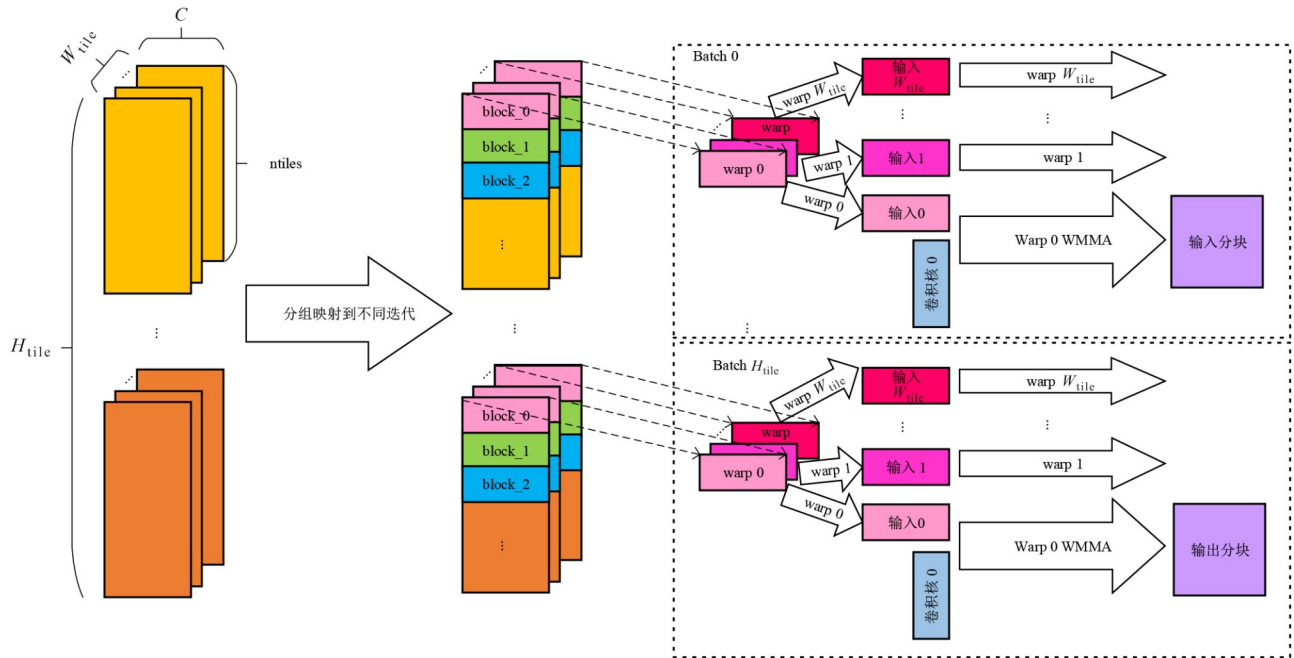 C
W_tile
ntiles
H_tile
⋮
分组映射到不同迭代
block_0
block_1
block_2
⋮
⋮
block_0
block_1
block_2
⋮
Batch 0
warp W_tile
输入
W_tile
warp W_tile
⋮
⋮
warp
warp 1
输入1
warp 1
warp 0
warp 0
输入0
Warp 0 WMMA
输入分块
卷积核 0
⋮
Batch H_tile
warp W_tile
输入
W_tile
warp W_tile
⋮
⋮
warp
warp 1
输入 1
warp 1
warp 0
warp 0
输入0
Warp 0 WMMA
输出分块
卷积核 0